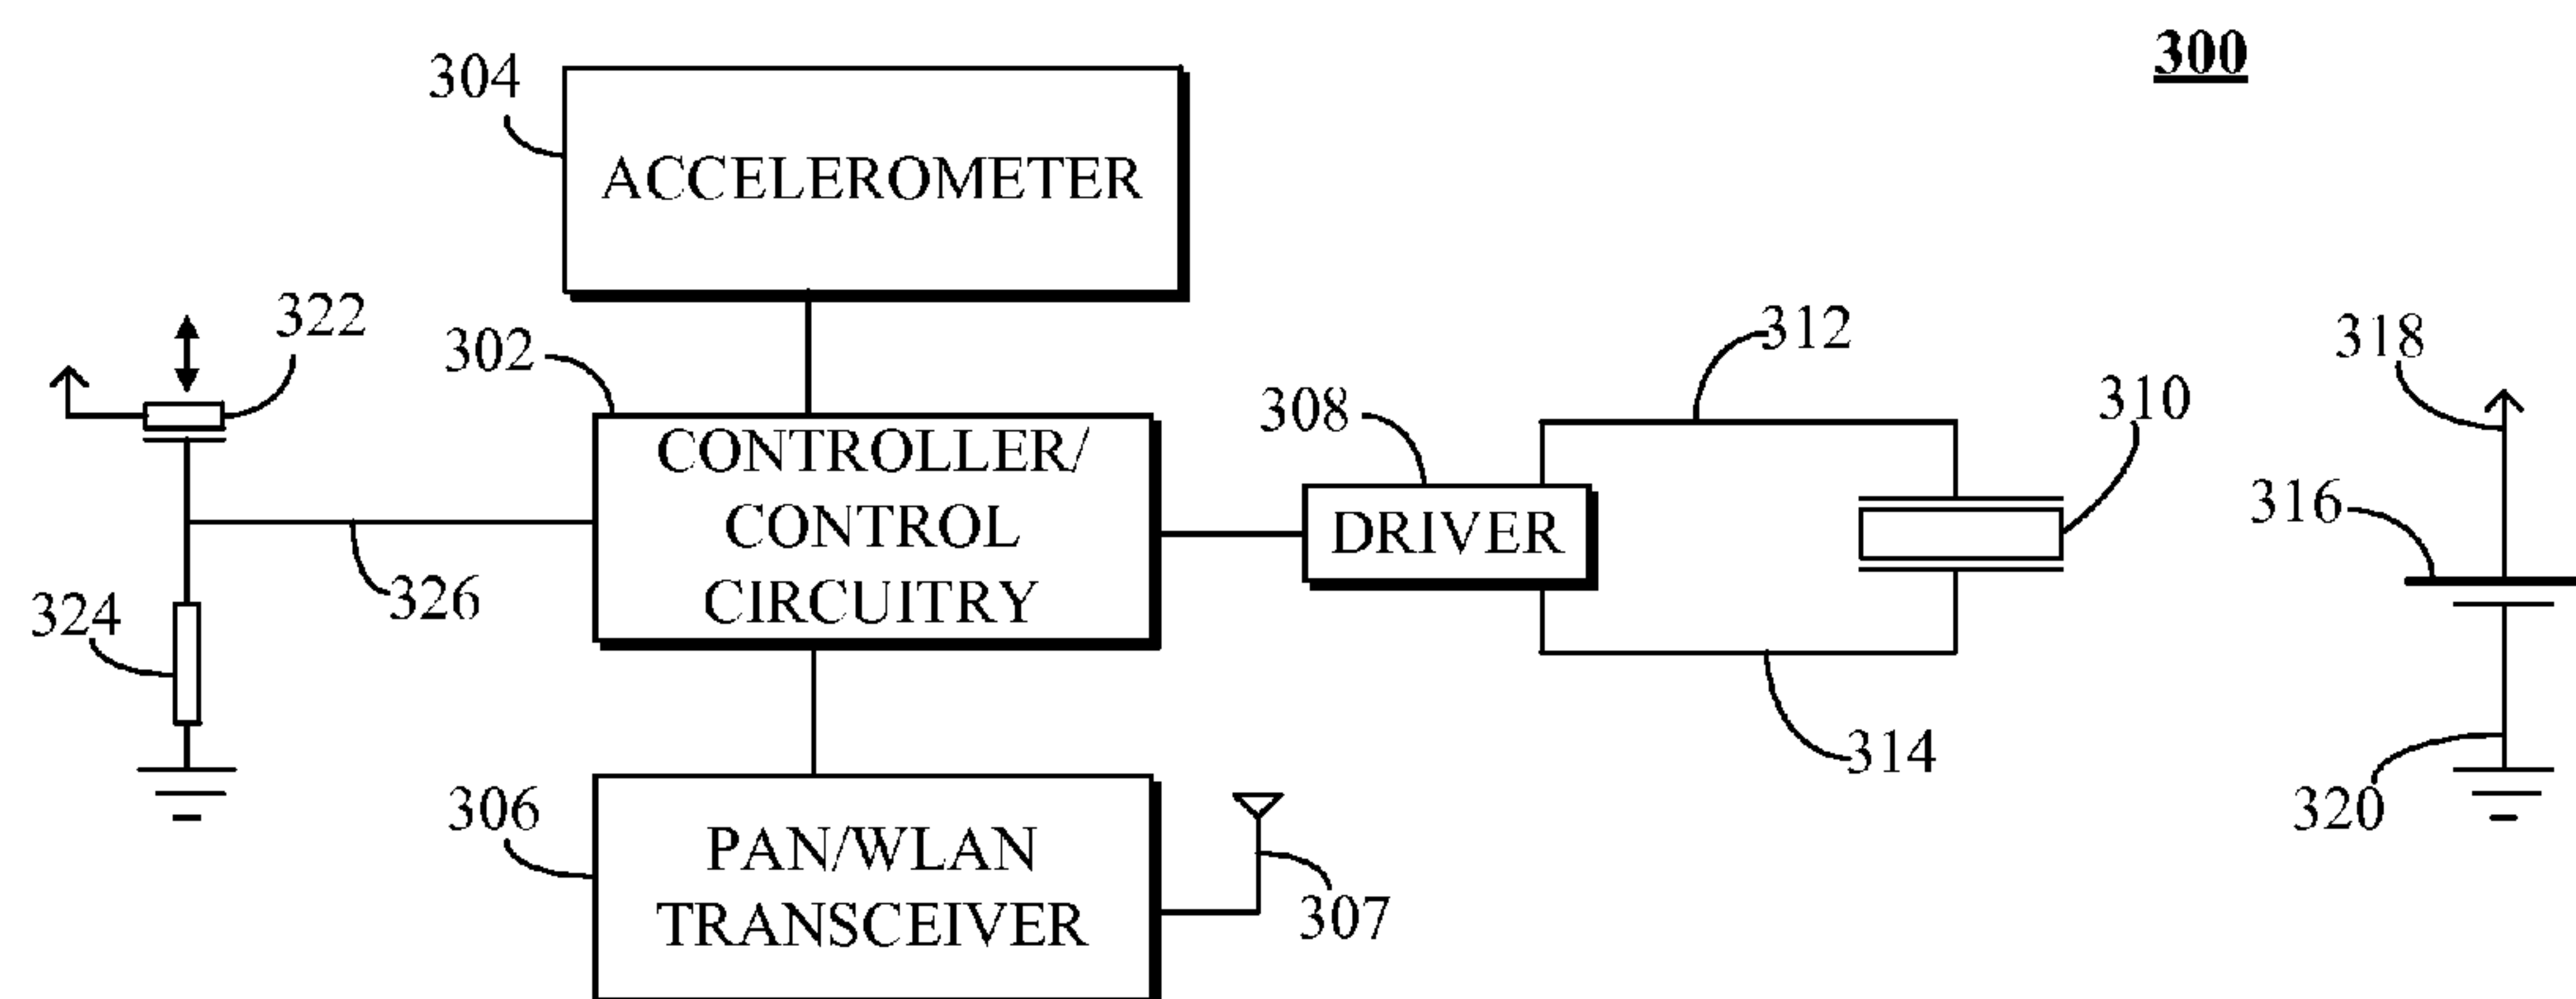 300
304
ACCELEROMETER
322
302
312
318
308
310
CONTROLLER/
CONTROL
CIRCUITRY
DRIVER
316
326
324
314
306
320
PAN/WLAN
TRANSCEIVER
307